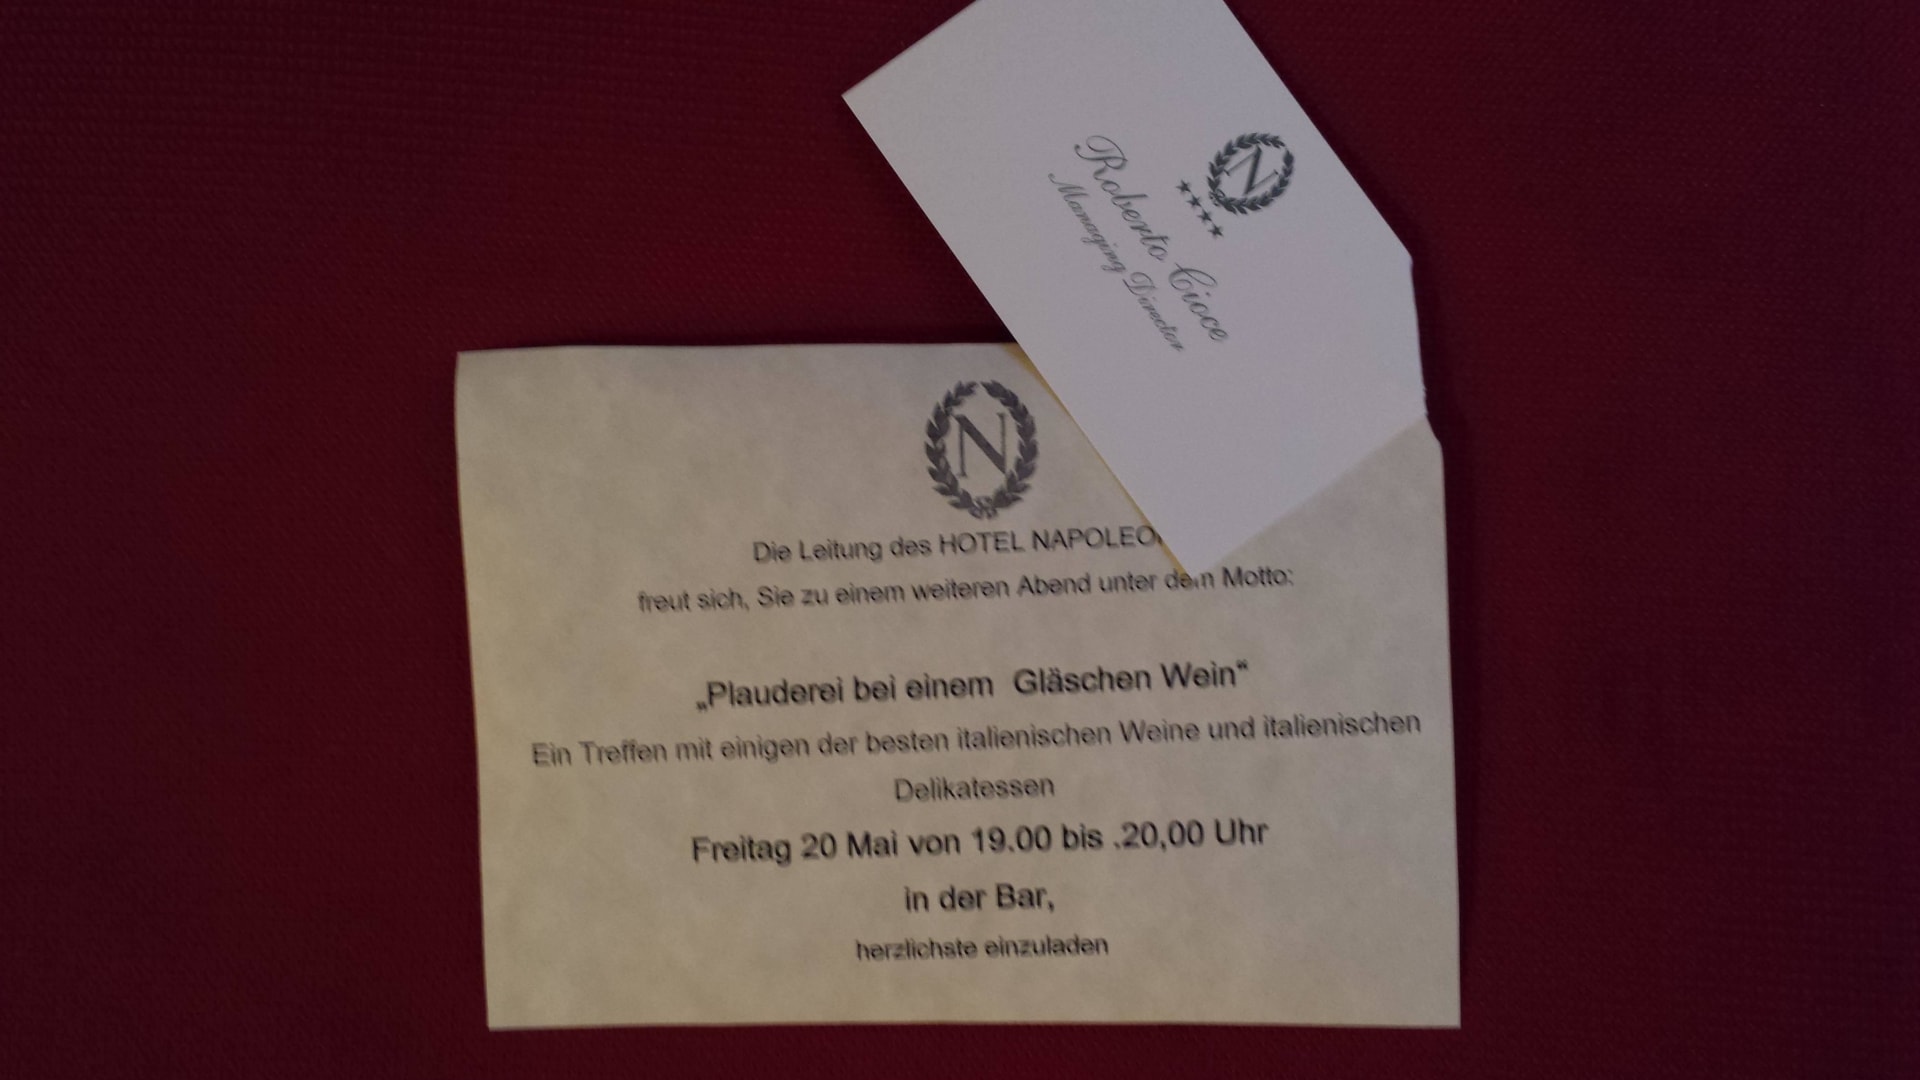 N
Roberto Cioce
Managing Director
N
Die Leitung des HOTEL NAPOLEO
freut sich, Sie zu einem weiteren Abend unter dem Motto:
„Plauderei bei einem Gläschen Wein“
Ein Treffen mit einigen der besten italienischen Weine und italienischen
Delikatessen
Freitag 20 Mai von 19.00 bis .20,00 Uhr
in der Bar,
herzlichste einzuladen